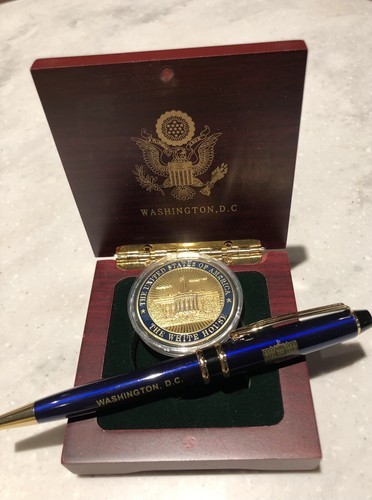 WASHINGTON, D.C
★ THE UNITED STATES OF AMERICA ★
THE WHITE HOUSE
WASHINGTON, D.C.